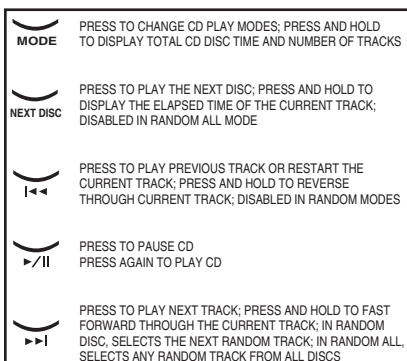 MODE
PRESS TO CHANGE CD PLAY MODES; PRESS AND HOLD
TO DISPLAY TOTAL CD DISC TIME AND NUMBER OF TRACKS
NEXT DISC
PRESS TO PLAY THE NEXT DISC; PRESS AND HOLD TO
DISPLAY THE ELAPSED TIME OF THE CURRENT TRACK;
DISABLED IN RANDOM ALL MODE
PRESS TO PLAY PREVIOUS TRACK OR RESTART THE
CURRENT TRACK; PRESS AND HOLD TO REVERSE
THROUGH CURRENT TRACK; DISABLED IN RANDOM MODES
PRESS TO PAUSE CD
PRESS AGAIN TO PLAY CD
PRESS TO PLAY NEXT TRACK; PRESS AND HOLD TO FAST
FORWARD THROUGH THE CURRENT TRACK; IN RANDOM
DISC, SELECTS THE NEXT RANDOM TRACK; IN RANDOM ALL,
SELECTS ANY RANDOM TRACK FROM ALL DISCS